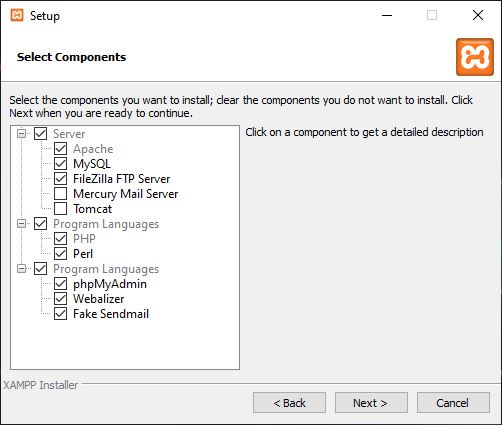 Setup
Select Components
Select the components you want to install; clear the components you do not want to install. Click
Next when you are ready to continue.
Server
Apache
MySQL
FileZilla FTP Server
Mercury Mail Server
Tomcat
Program Languages
PHP
Perl
Program Languages
phpMyAdmin
Webalizer
Fake Sendmail
Click on a component to get a detailed description
XAMPP Installer
< Back
Next >
Cancel